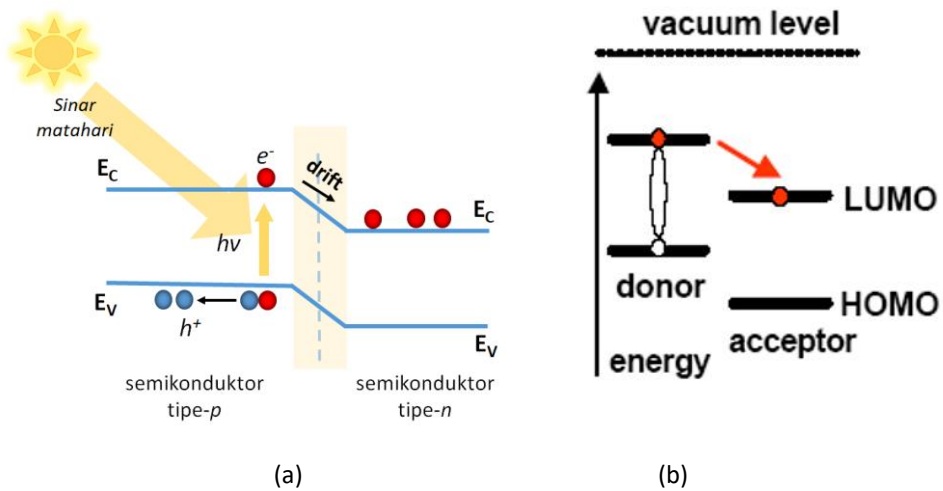 Sinar
matahari
E_C
e⁻
drift
E_C
hν
E_V
h⁺
E_V
semikonduktor
tipe-p
semikonduktor
tipe-n
(a)
vacuum level
LUMO
donor
HOMO
acceptor
energy
(b)